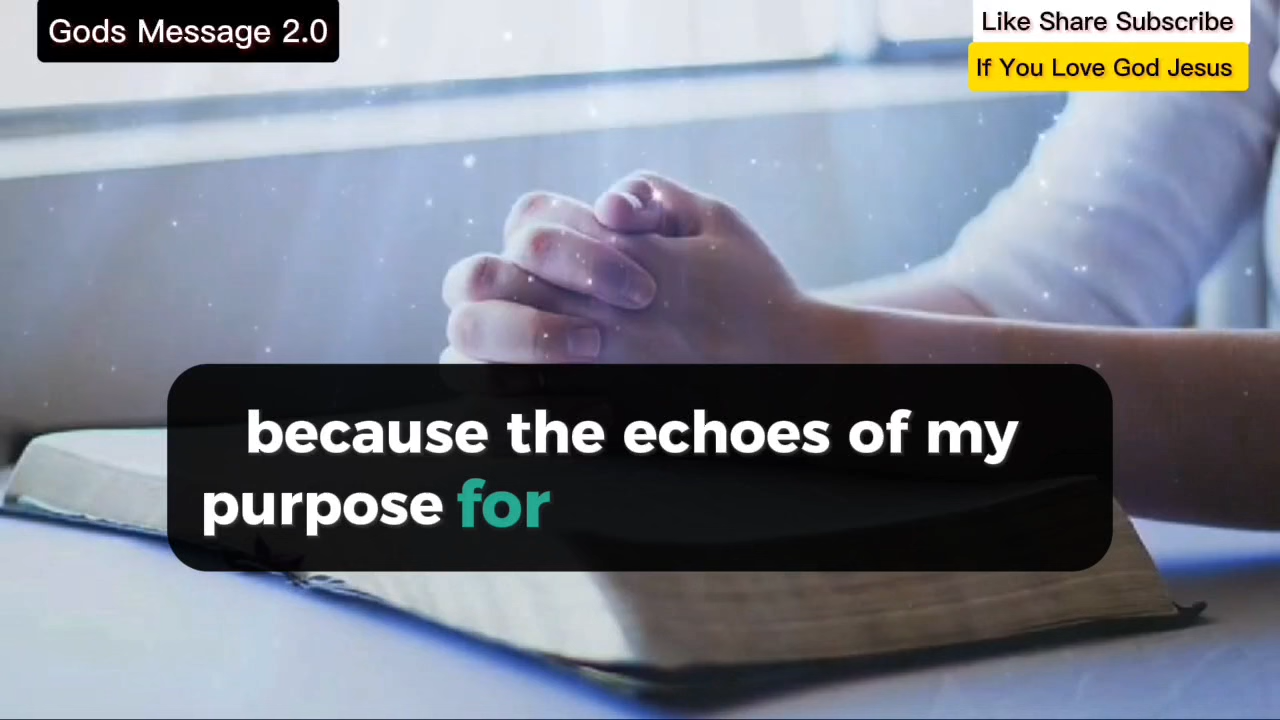 Gods Message 2.0
Like Share Subscribe
If You Love God Jesus
because the echoes of my
purpose for